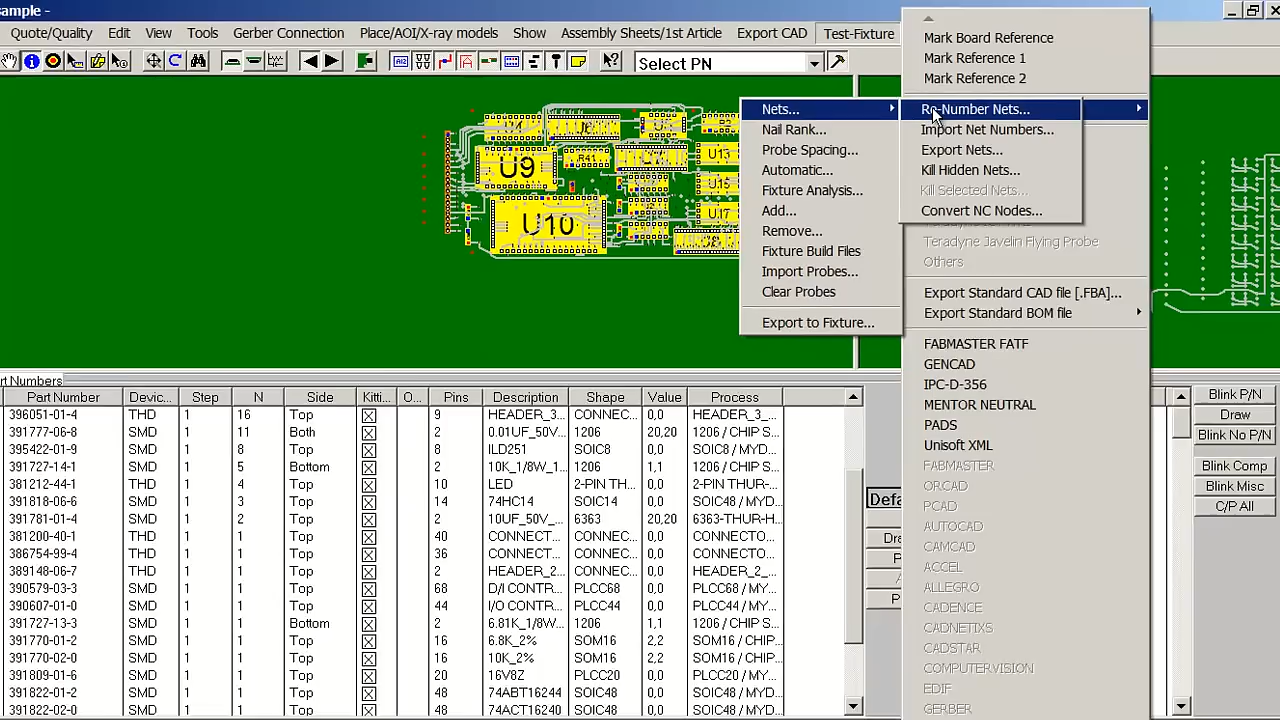 sample -
Quote/Quality Edit View Tools Gerber Connection Place/AOI/X-ray models Show Assembly Sheets/1st Article Export CAD Test-Fixture
Select PN
Mark Board Reference
Mark Reference 1
Mark Reference 2
Nets...
Nail Rank...
Probe Spacing...
Automatic...
Fixture Analysis...
Add...
Remove...
Fixture Build Files
Import Probes...
Clear Probes
Export to Fixture...
Re-Number Nets...
Import Net Numbers...
Export Nets...
Kill Hidden Nets...
Kill Selected Nets...
Convert NC Nodes...
Teradyne Javelin Flying Probe
Others
Export Standard CAD file [.FBA]...
Export Standard BOM file
FABMASTER FATF
GENCAD
IPC-D-356
MENTOR NEUTRAL
PADS
Unisoft XML
FABMASTER
ORCAD
PCAD
AUTOCAD
CAMCAD
ACCEL
ALLEGRO
CADENCE
CADNETIXS
CADSTAR
COMPUTERVISION
EDIF
GERBER
U9
R41
U13
U15
U10
U17
rt Numbers
Part Number Devic... Step N Side Kitti... O... Pins Description Shape Value Process
396051-01-4 THD 1 16 Top 9 HEADER_3... CONNEC... 0,0 HEADER_3_...
391777-06-8 SMD 1 11 Both 2 0.01UF_50V... 1206 20,20 1206 / CHIP S...
395422-01-9 SMD 1 8 Top 8 ILD251 SOIC8 0,0 SOIC8 / MYD...
391727-14-1 SMD 1 5 Bottom 2 10K_1/8W_1... 1206 1,1 1206 / CHIP S...
381212-44-1 THD 1 4 Top 10 LED 2-PIN TH... 0,0 2-PIN THUR-...
391818-06-6 SMD 1 Top 14 74HC14 SOIC14 0,0 SOIC48 / MYD...
391781-01-4 SMD 1 2 Top 2 10UF_50V_... 6363 20,20 6363-THUR-H...
381200-40-1 THD 1 1 Top 40 CONNECT... CONNEC... 0,0 CONNECTO...
386754-99-4 THD 1 1 Top 36 CONNECT... CONNEC... 0,0 CONNECTO...
389148-06-7 THD 1 1 Top 2 HEADER_2... CONNEC... 0,0 HEADER_2_...
390579-03-3 SMD 1 1 Top 68 D/I CONTR... PLCC68 0,0 PLCC68 / MY...
390607-01-0 SMD 1 1 Top 44 I/O CONTR... PLCC44 0,0 PLCC44 / MY...
391727-13-3 SMD 1 1 Bottom 2 6.81K_1/8W... 1206 1,1 1206 / CHIP S...
391770-01-2 SMD 1 1 Top 16 6.8K_2% SOM16 2,2 SOM16 / CHIP...
391770-02-0 SMD 1 1 Top 16 10K_2% SOM16 2,2 SOM16 / CHIP...
391809-01-6 SMD 1 1 Top 20 16V8Z PLCC20 0,0 PLCC20 / MY...
391822-01-2 SMD 1 1 Top 48 74ABT16244 SOIC48 0,0 SOIC48 / MYD...
391822-02-0 SMD 1 1 Top 48 74ACT16244 SOIC48 0,0 SOIC48 / MYD...
Blink P/N
Draw
Blink No P/N
Blink Comp
Blink Misc
C/P All